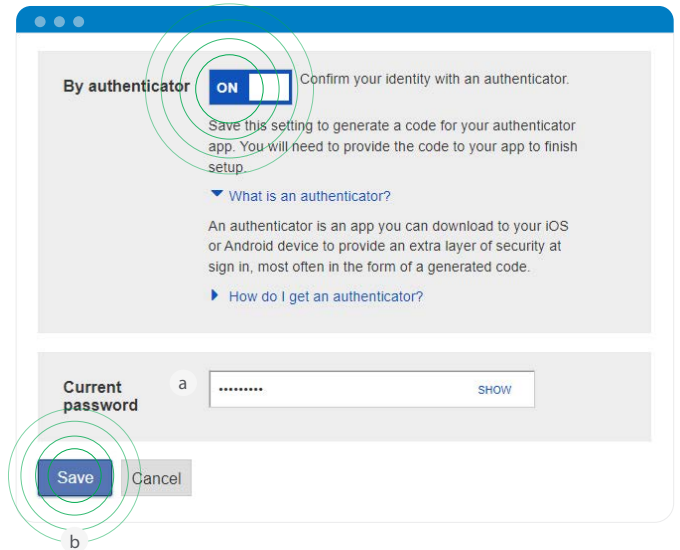 By authenticator ON Confirm your identity with an authenticator.
Save this setting to generate a code for your authenticator
app. You will need to provide the code to your app to finish
setup.
What is an authenticator?
An authenticator is an app you can download to your iOS
or Android device to provide an extra layer of security at
sign in, most often in the form of a generated code.
How do I get an authenticator?
Current
password
a
•••••••••
SHOW
Save
Cancel
b